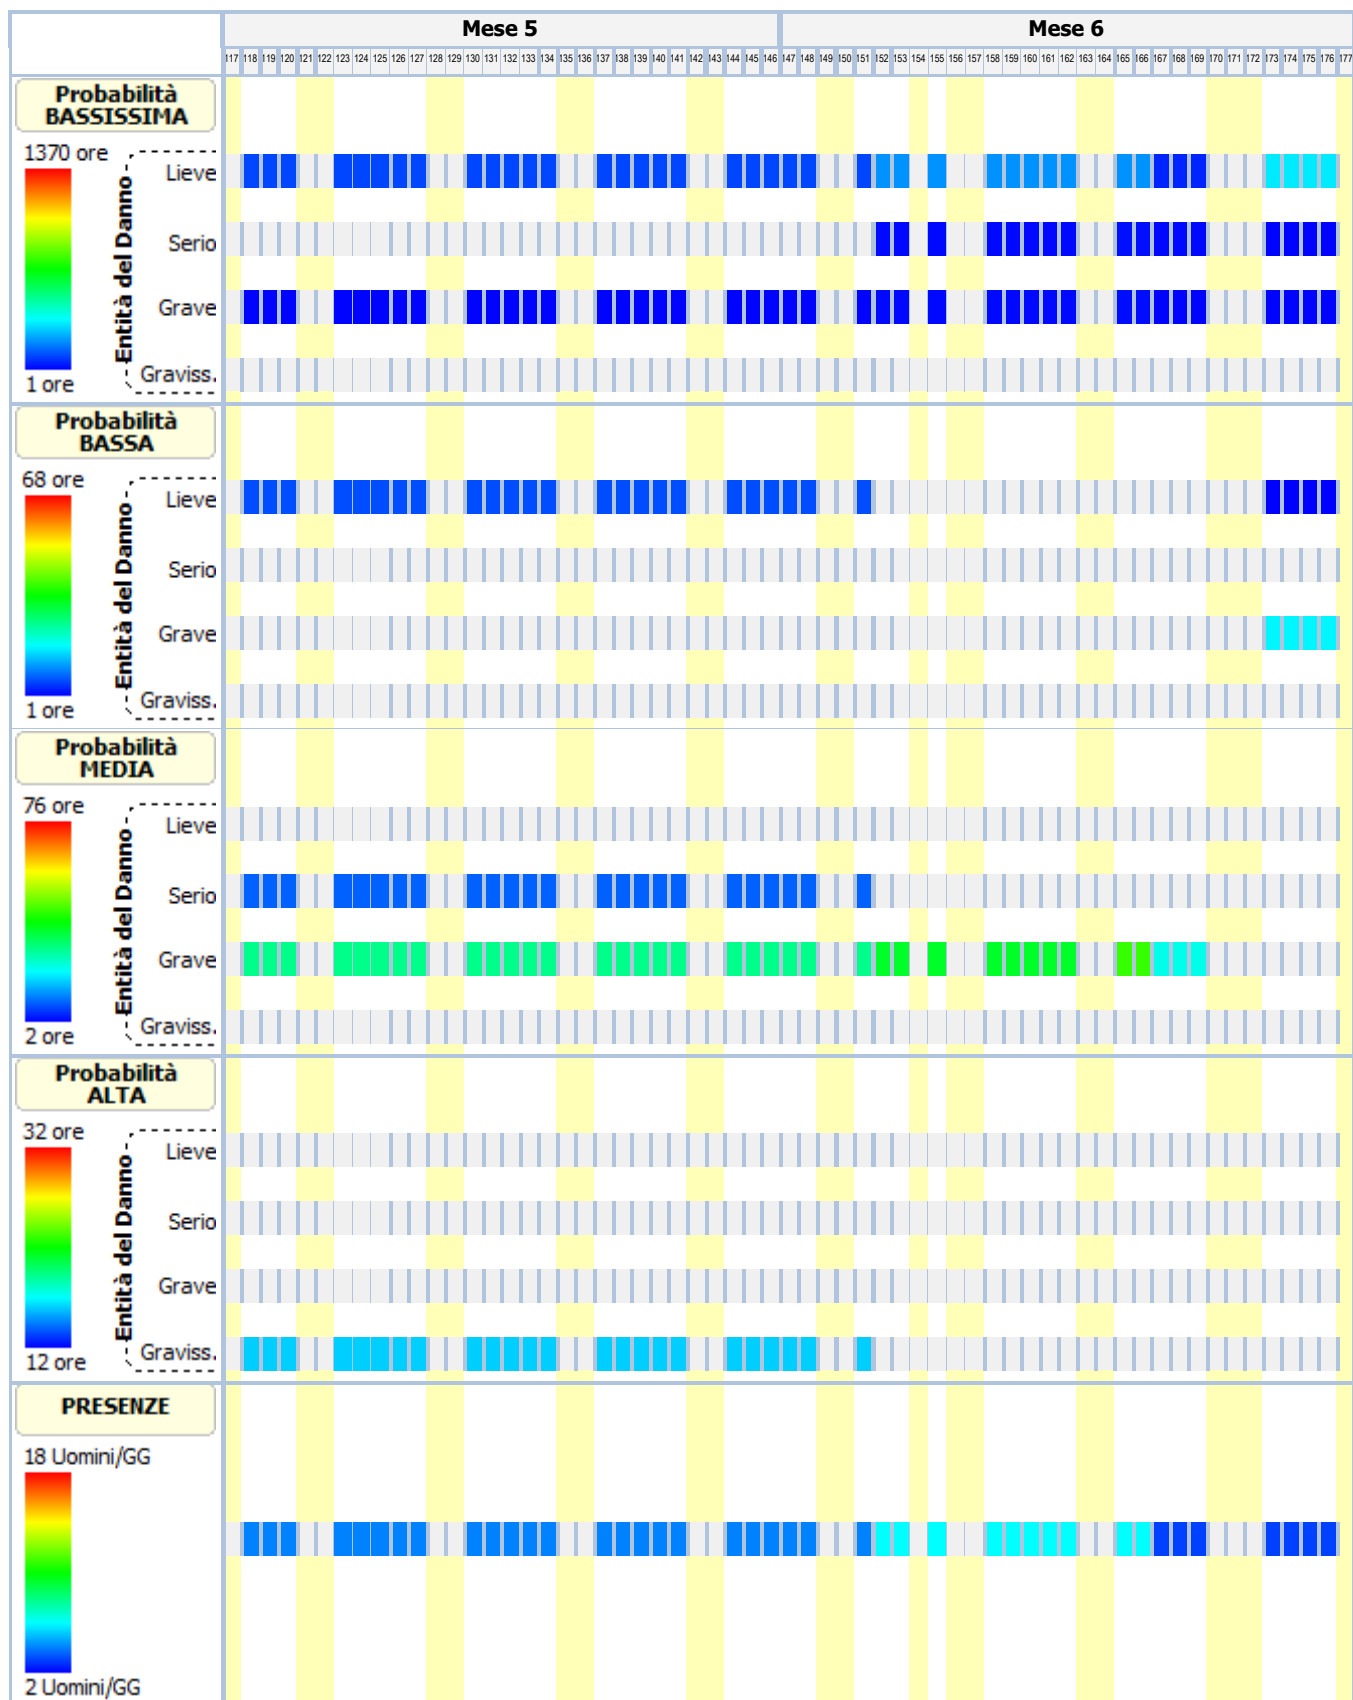 Mese 5 Mese 6
117 118 119 120 121 122 123 124 125 126 127 128 129 130 131 132 133 134 135 136 137 138 139 140 141 142 143 144 145 146 147 148 149 150 151 152 153 154 155 156 157 158 159 160 161 162 163 164 165 166 167 168 169 170 171 172 173 174 175 176 177
Probabilità
BASSISSIMA
1370 ore
Entità del Danno
Lieve
Serio
Grave
Graviss.
1 ore
Probabilità
BASSA
68 ore
Entità del Danno
Lieve
Serio
Grave
Graviss.
1 ore
Probabilità
MEDIA
76 ore
Entità del Danno
Lieve
Serio
Grave
Graviss.
2 ore
Probabilità
ALTA
32 ore
Entità del Danno
Lieve
Serio
Grave
Graviss.
12 ore
PRESENZE
18 Uomini/GG
2 Uomini/GG